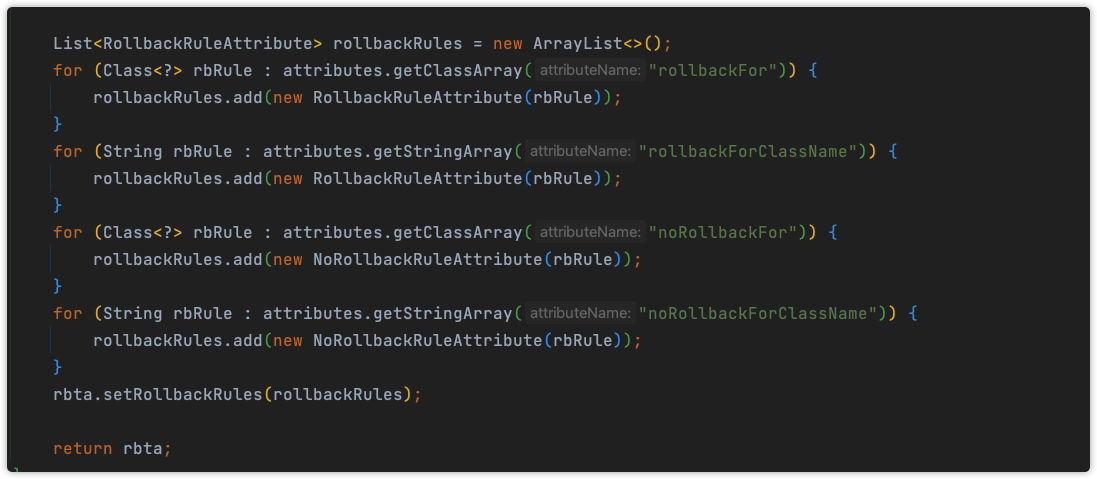 List<RollbackRuleAttribute> rollbackRules = new ArrayList<>();
for (Class<?> rbRule : attributes.getClassArray( attributeName: "rollbackFor")) {
    rollbackRules.add(new RollbackRuleAttribute(rbRule));
}
for (String rbRule : attributes.getStringArray( attributeName: "rollbackForClassName")) {
    rollbackRules.add(new RollbackRuleAttribute(rbRule));
}
for (Class<?> rbRule : attributes.getClassArray( attributeName: "noRollbackFor")) {
    rollbackRules.add(new NoRollbackRuleAttribute(rbRule));
}
for (String rbRule : attributes.getStringArray( attributeName: "noRollbackForClassName")) {
    rollbackRules.add(new NoRollbackRuleAttribute(rbRule));
}
rbta.setRollbackRules(rollbackRules);
return rbta;